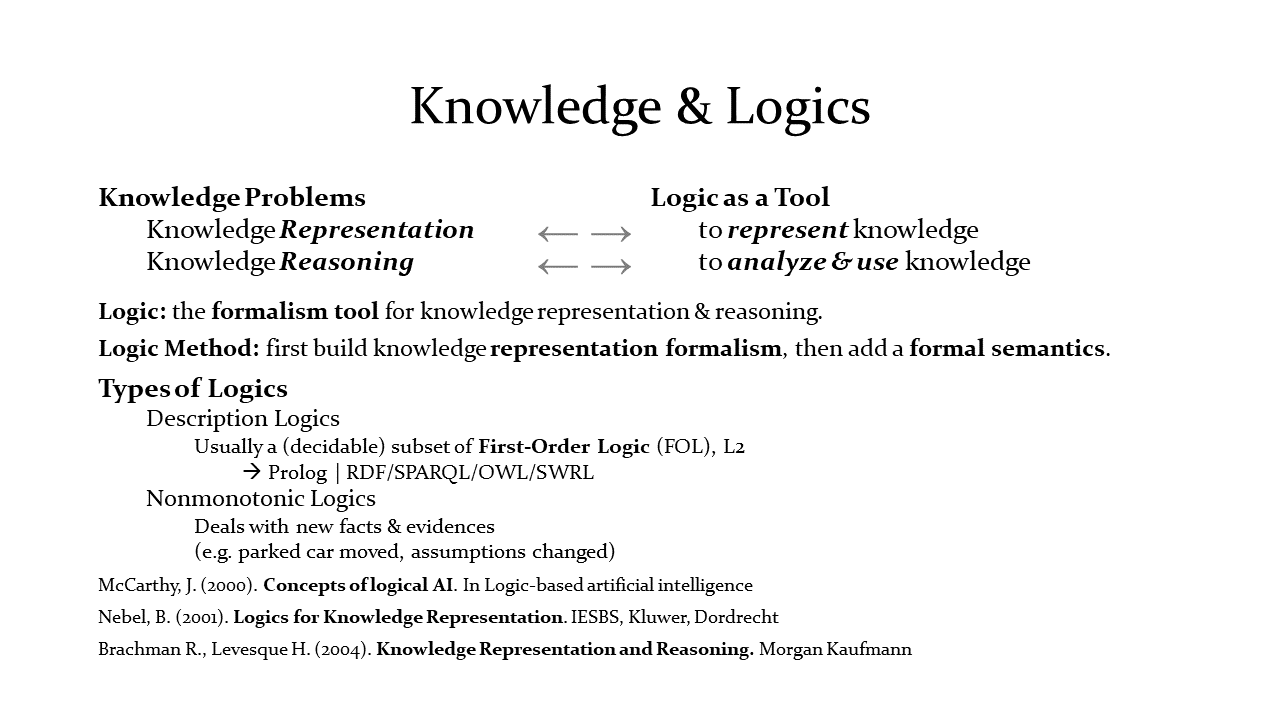 Knowledge & Logics
Knowledge Problems
Knowledge Representation
Knowledge Reasoning
← →
← →
Logic as a Tool
to represent knowledge
to analyze & use knowledge
Logic: the formalism tool for knowledge representation & reasoning.
Logic Method: first build knowledge representation formalism, then add a formal semantics.
Types of Logics
Description Logics
Usually a (decidable) subset of First-Order Logic (FOL), L2
→ Prolog | RDF/SPARQL/OWL/SWRL
Nonmonotonic Logics
Deals with new facts & evidences
(e.g. parked car moved, assumptions changed)
McCarthy, J. (2000). Concepts of logical AI. In Logic-based artificial intelligence
Nebel, B. (2001). Logics for Knowledge Representation. IESBS, Kluwer, Dordrecht
Brachman R., Levesque H. (2004). Knowledge Representation and Reasoning. Morgan Kaufmann